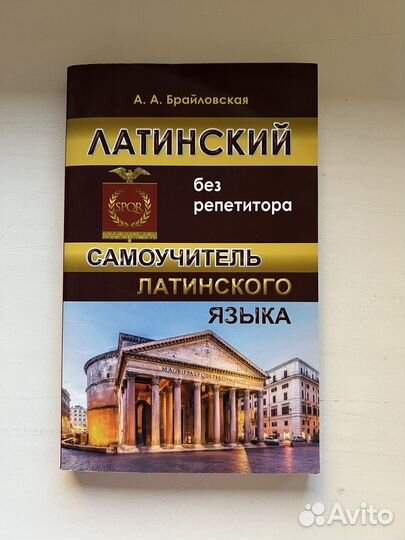 А. А. Брайловская
ЛАТИНСКИЙ
без
репетитора
SPQR
САМОУЧИТЕЛЬ
ЛАТИНСКОГО
ЯЗЫКА
Avito